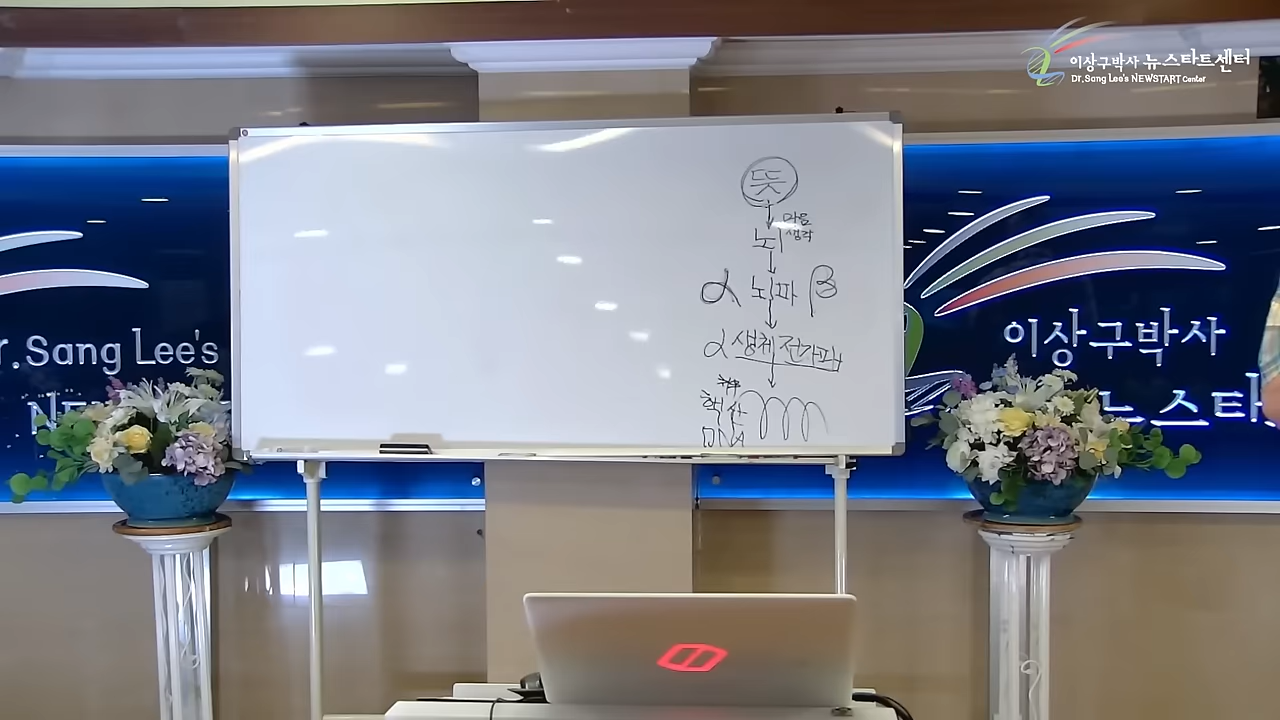 이상구박사 뉴스타트센터
Dr.Sang Lee's NEWSTART Center
뜻
마음
생각
뇌
α 뇌파 β
α 생체 전기파
핵산
DNA
r.Sang Lee's
NEW
이상구박사
뉴스타